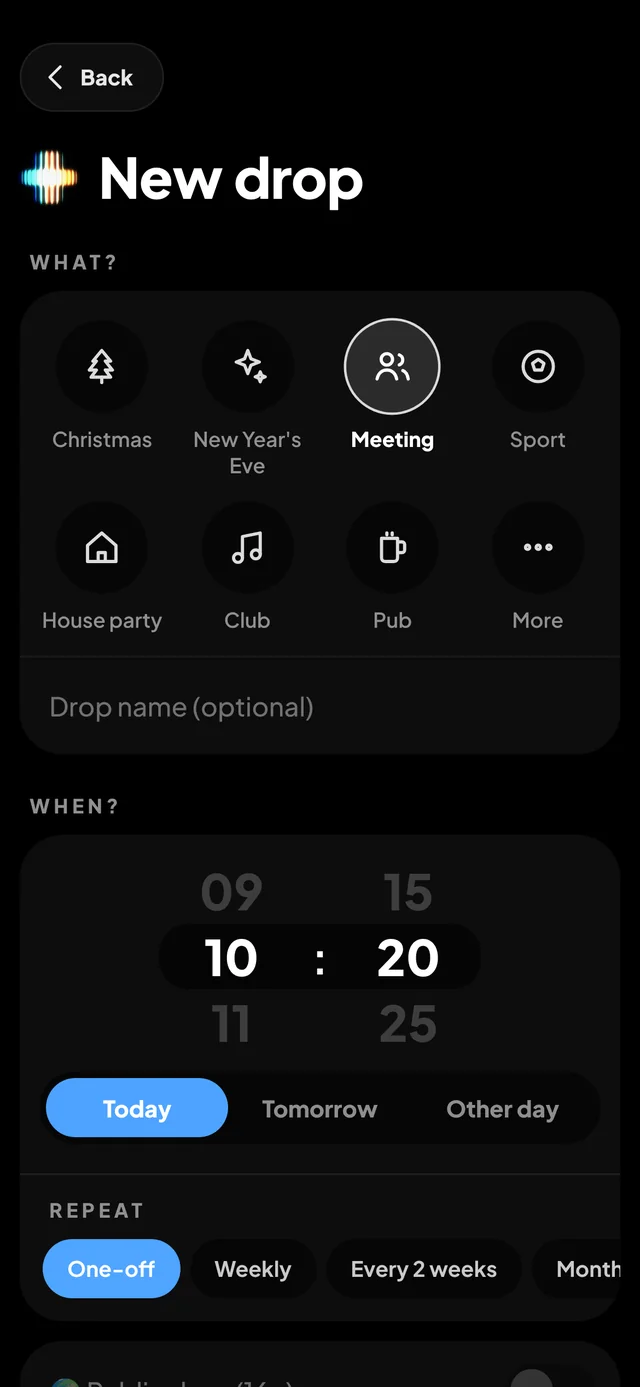 Back
New drop
WHAT?
Christmas
New Year's
Eve
Meeting
Sport
House party
Club
Pub
More
Drop name (optional)
WHEN?
09 15
10 : 20
11 25
Today Tomorrow Other day
REPEAT
One-off Weekly Every 2 weeks Month